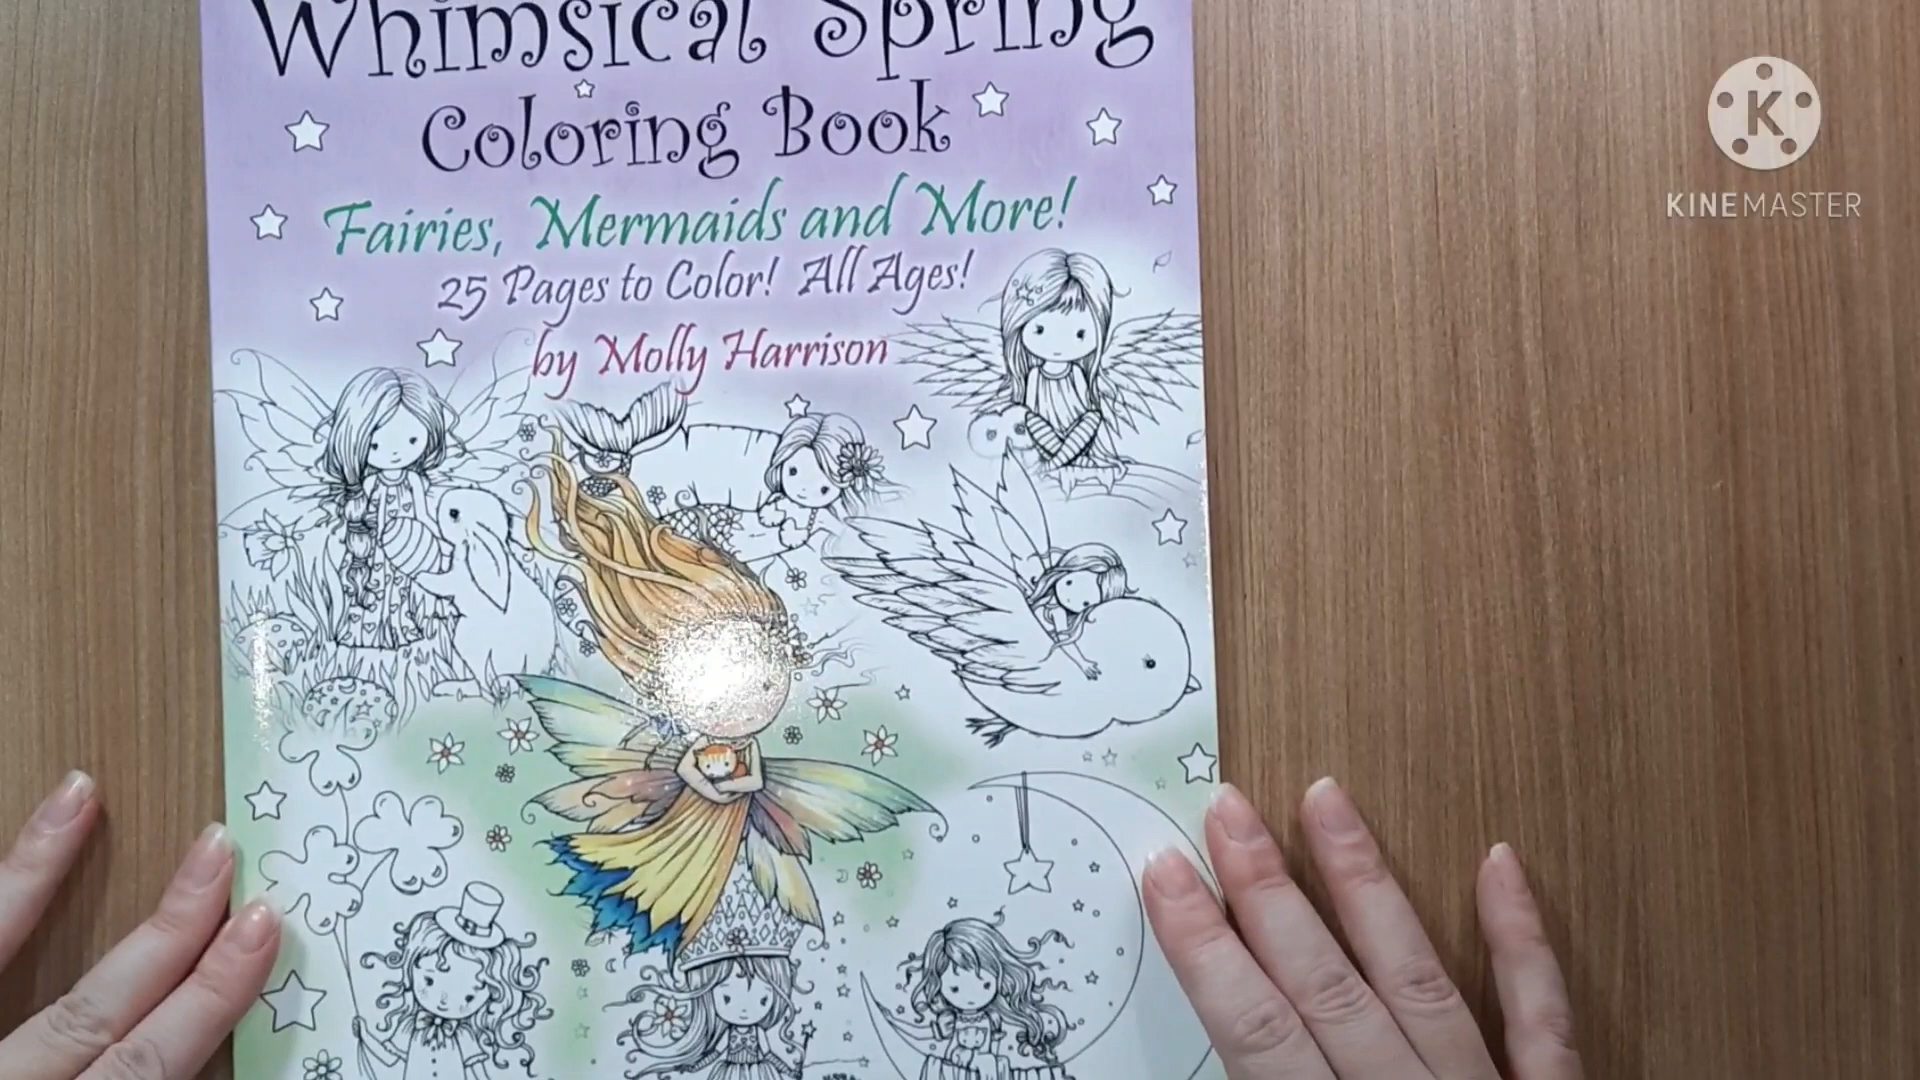 Whimsical Spring
Coloring Book
Fairies, Mermaids and More!
25 Pages to Color! All Ages!
by Molly Harrison
K
KINEMASTER